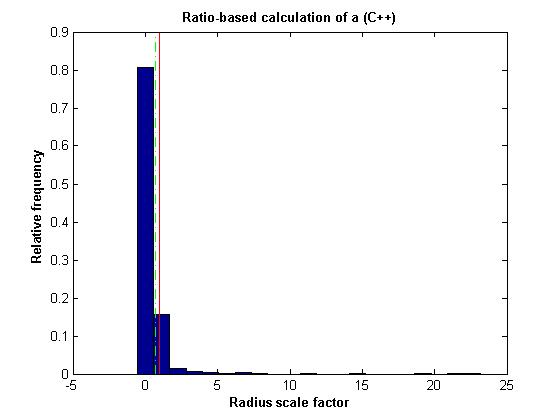 Ratio-based calculation of a (C++)
0.9
0.8
0.7
0.6
0.5
0.4
0.3
0.2
0.1
0
Relative frequency
-5 0 5 10 15 20 25
Radius scale factor